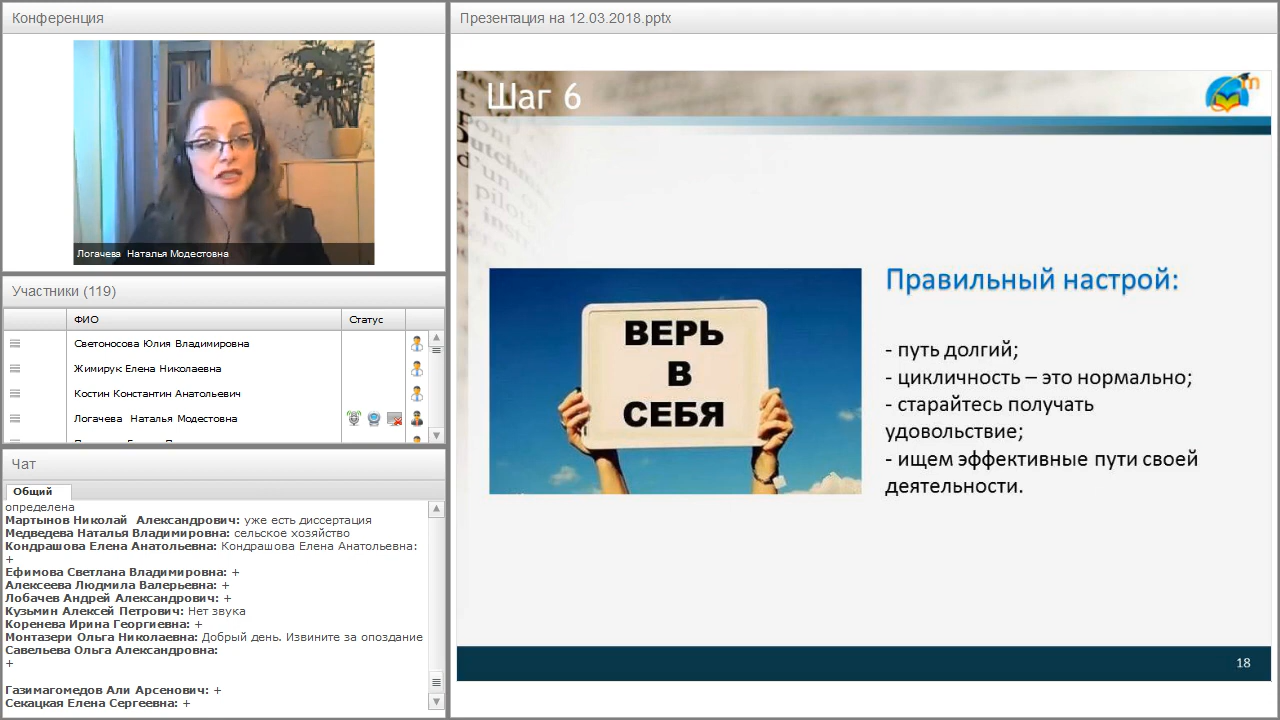 Конференция
Логачева Наталья Модестовна
Участники (119)
ФИО
Статус
Светоносова Юлия Владимировна
Жимирук Елена Николаевна
Костин Константин Анатольевич
Логачева Наталья Модестовна
Чат
Общий
определена
Мартынов Николай Александрович: уже есть диссертация
Медведева Наталья Владимировна: сельское хозяйство
Кондрашова Елена Анатольевна: Кондрашова Елена Анатольевна:
+
Ефимова Светлана Владимировна: +
Алексеева Людмила Валерьевна: +
Лобачев Андрей Александрович: +
Кузьмин Алексей Петрович: Нет звука
Коренева Ирина Георгиевна: +
Монтазери Ольга Николаевна: Добрый день. Извините за опоздание
Савельева Ольга Александровна:
+
Газимагомедов Али Арсенович: +
Секацкая Елена Сергеевна: +
Презентация на 12.03.2018.pptx
Шаг 6
m
Dutchm
d'un
pilot
ВЕРЬ
В
СЕБЯ
Правильный настрой:
- путь долгий;
- цикличность – это нормально;
- старайтесь получать
удовольствие;
- ищем эффективные пути своей
деятельности.
18